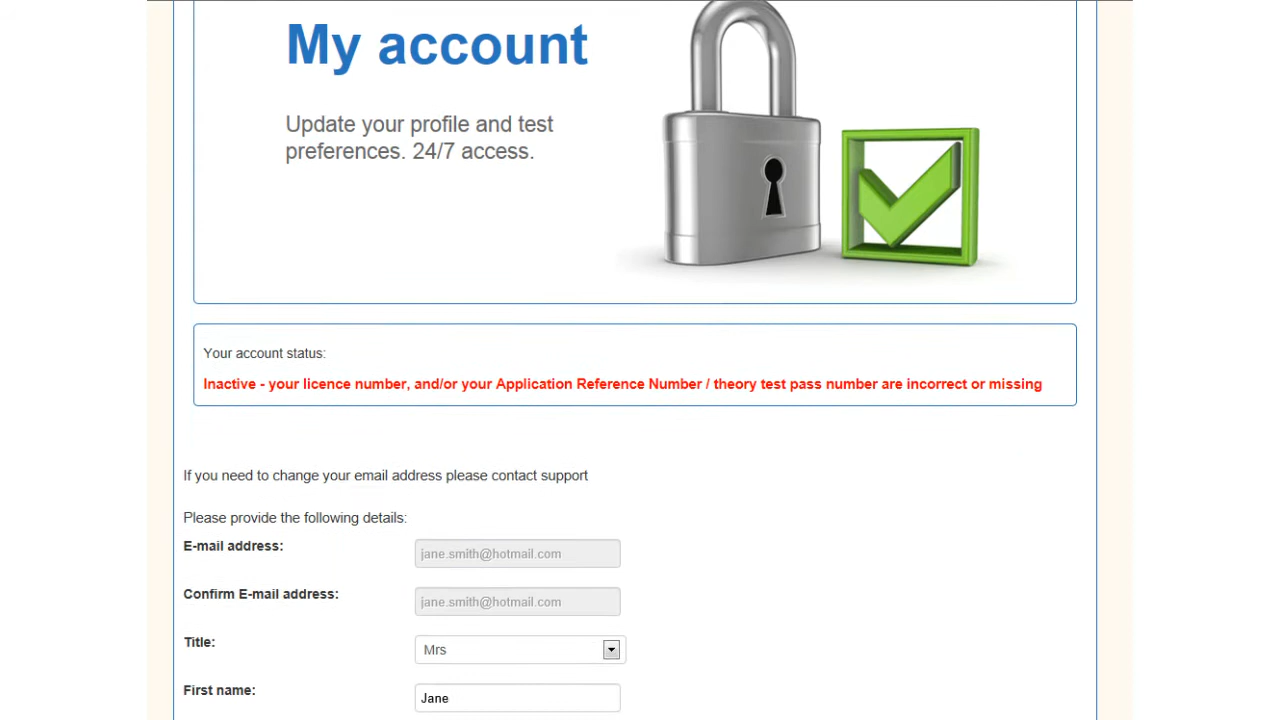 My account
Update your profile and test
preferences. 24/7 access.
Your account status:
Inactive - your licence number, and/or your Application Reference Number / theory test pass number are incorrect or missing
If you need to change your email address please contact support
Please provide the following details:
E-mail address: jane.smith@hotmail.com
Confirm E-mail address: jane.smith@hotmail.com
Title: Mrs
First name: Jane